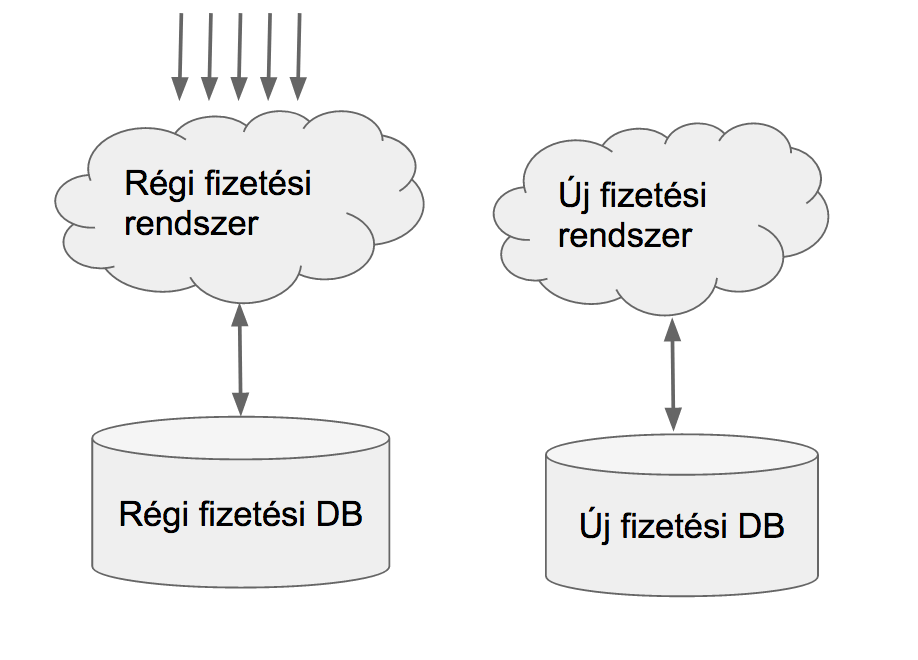 Régi fizetési
rendszer
Új fizetési
rendszer
Régi fizetési DB
Új fizetési DB